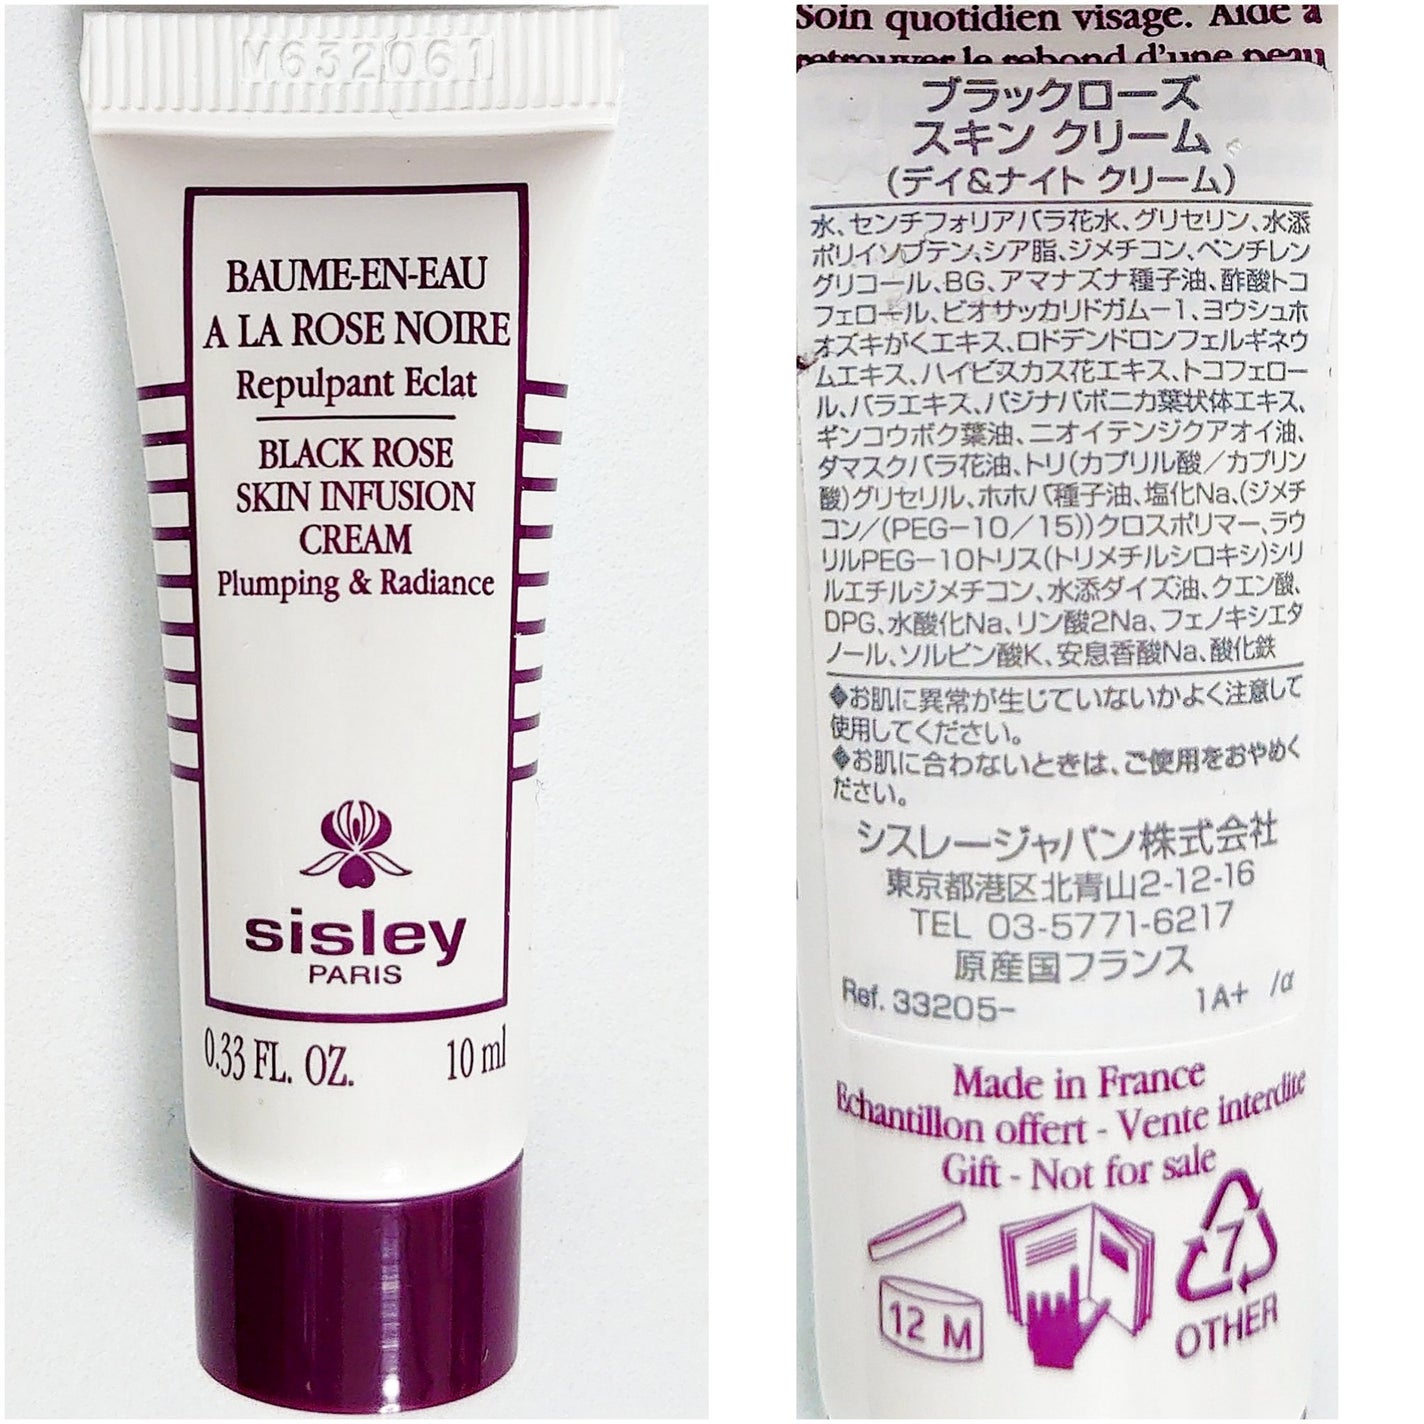 M632061
BAUME-EN-EAU
A LA ROSE NOIRE
Repulpant Eclat
BLACK ROSE
SKIN INFUSION
CREAM
Plumping & Radiance
sisley
PARIS
0.33 FL. OZ. 10 ml
Soin quotidien visage. Aide à
retrouver le rebond d'une peau
ブラックローズ
スキン クリーム
(デイ&ナイト クリーム)
水、センチフォリアバラ花水、グリセリン、水添
ポリイソブテン、シア脂、ジメチコン、ペンチレン
グリコール、BG、アマナズナ種子油、酢酸トコ
フェロール、ビオサッカリドガム－1、ヨウシュホ
オズキがくエキス、ロドデンドロンフェルギネウ
ムエキス、ハイビスカス花エキス、トコフェロー
ル、バラエキス、パジナパボニカ葉状体エキス、
ギンコウボク葉油、ニオイテンジクアオイ油、
ダマスクバラ花油、トリ(カプリル酸／カプリン
酸)グリセリル、ホホバ種子油、塩化Na、(ジメチ
コン／(PEG－10／15))クロスポリマー、ラウ
リルPEG－10トリス(トリメチルシロキシ)シリ
ルエチルジメチコン、水添ダイズ油、クエン酸、
DPG、水酸化Na、リン酸2Na、フェノキシエタ
ノール、ソルビン酸K、安息香酸Na、酸化鉄
◆お肌に異常が生じていないかよく注意して
使用してください。
◆お肌に合わないときは、ご使用をおやめく
ださい。
シスレージャパン株式会社
東京都港区北青山2-12-16
TEL 03-5771-6217
原産国フランス
Ref. 33205- 1A+ /α
Made in France
Echantillon offert - Vente interdite
Gift - Not for sale
12 M
7
OTHER